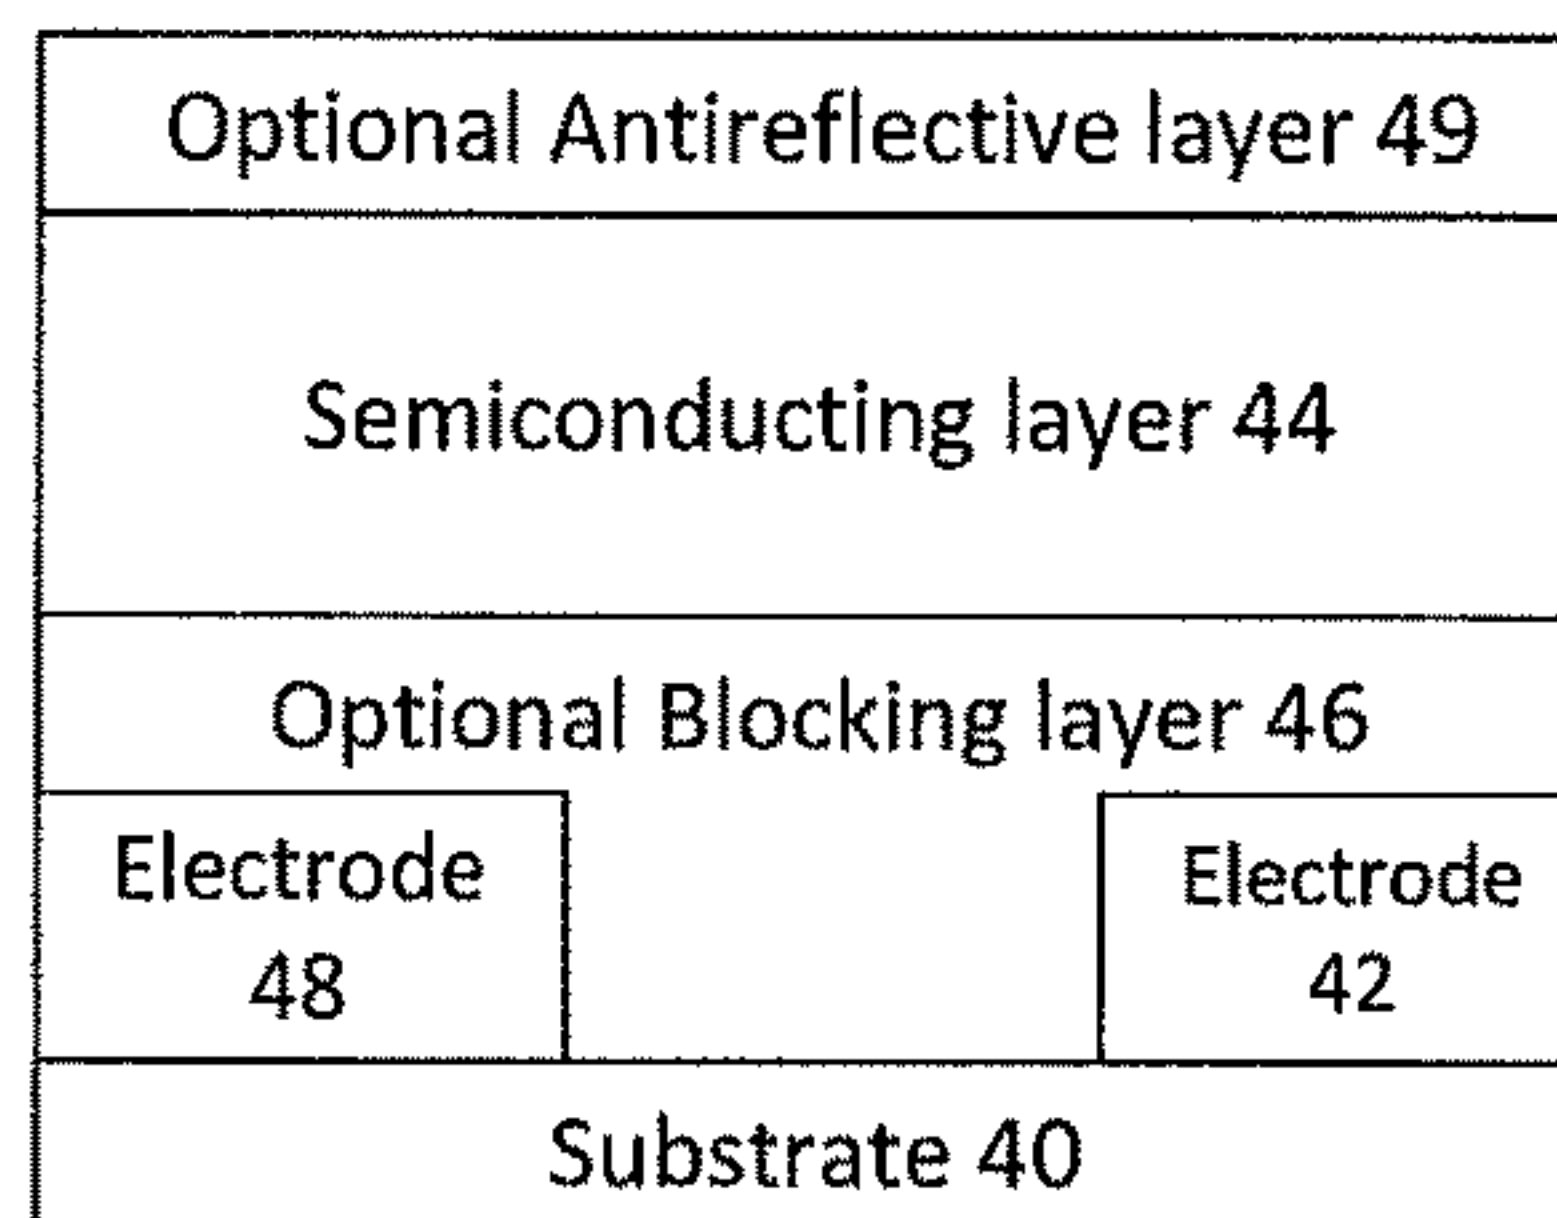 Optional Antireflective layer 49
Semiconducting layer 44
Optional Blocking layer 46
Electrode
48
Electrode
42
Substrate 40